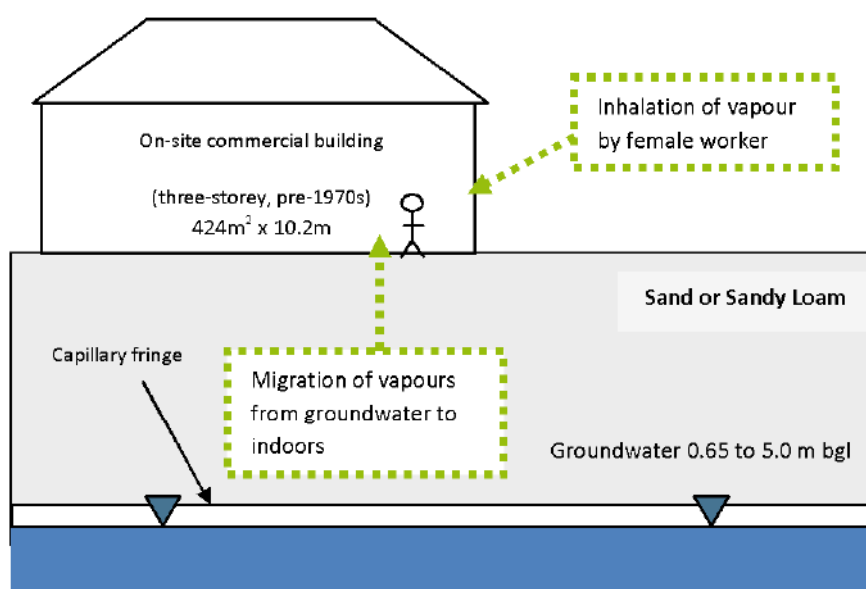 On-site commercial building
(three-storey, pre-1970s)
424m² x 10.2m
Inhalation of vapour
by female worker
Sand or Sandy Loam
Capillary fringe
Migration of vapours
from groundwater to
indoors
Groundwater 0.65 to 5.0 m bgl